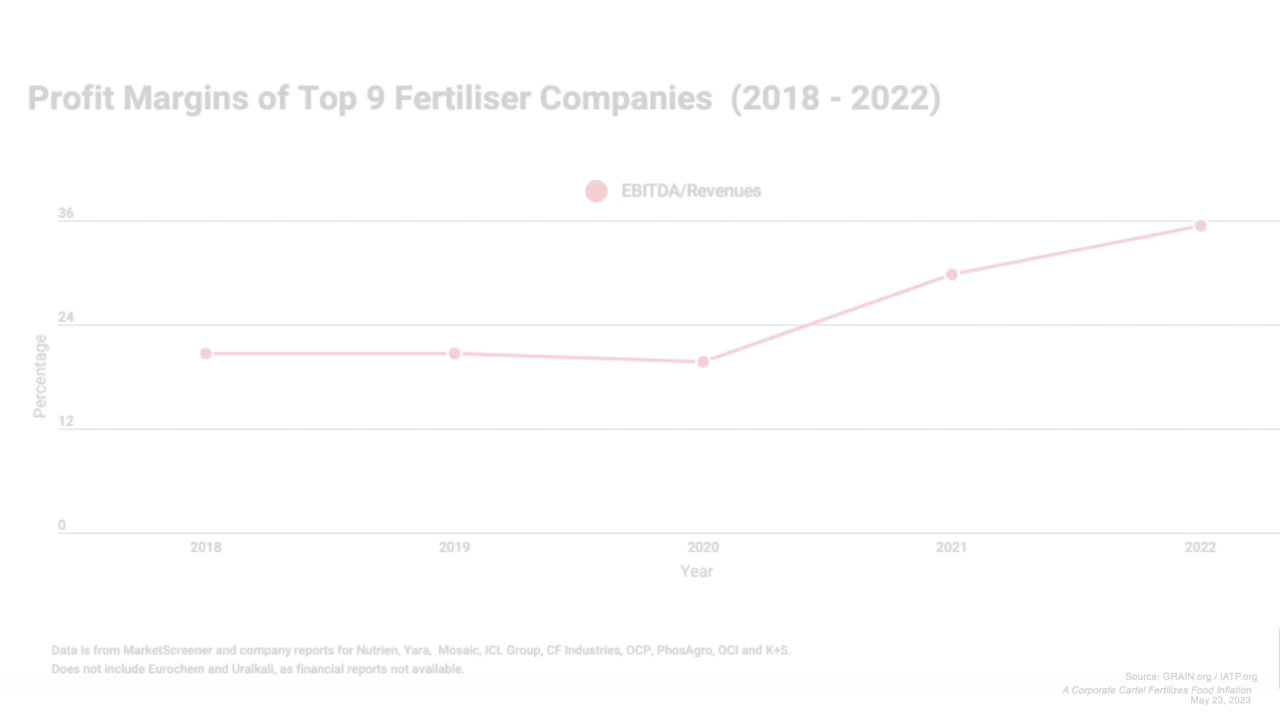 Profit Margins of Top 9 Fertiliser Companies (2018 - 2022)
EBITDA/Revenues
36
24
12
0
Percentage
2018 2019 2020 2021 2022
Year
Data is from MarketScreener and company reports for Nutrien, Yara, Mosaic, ICL Group, CF Industries, OCP, PhosAgro, OCI and K+S.
Does not include Eurochem and Uralkali, as financial reports not available.
Source: GRAIN.org / IATP.org
A Corporate Cartel Fertilizes Food Inflation
May 23, 2023